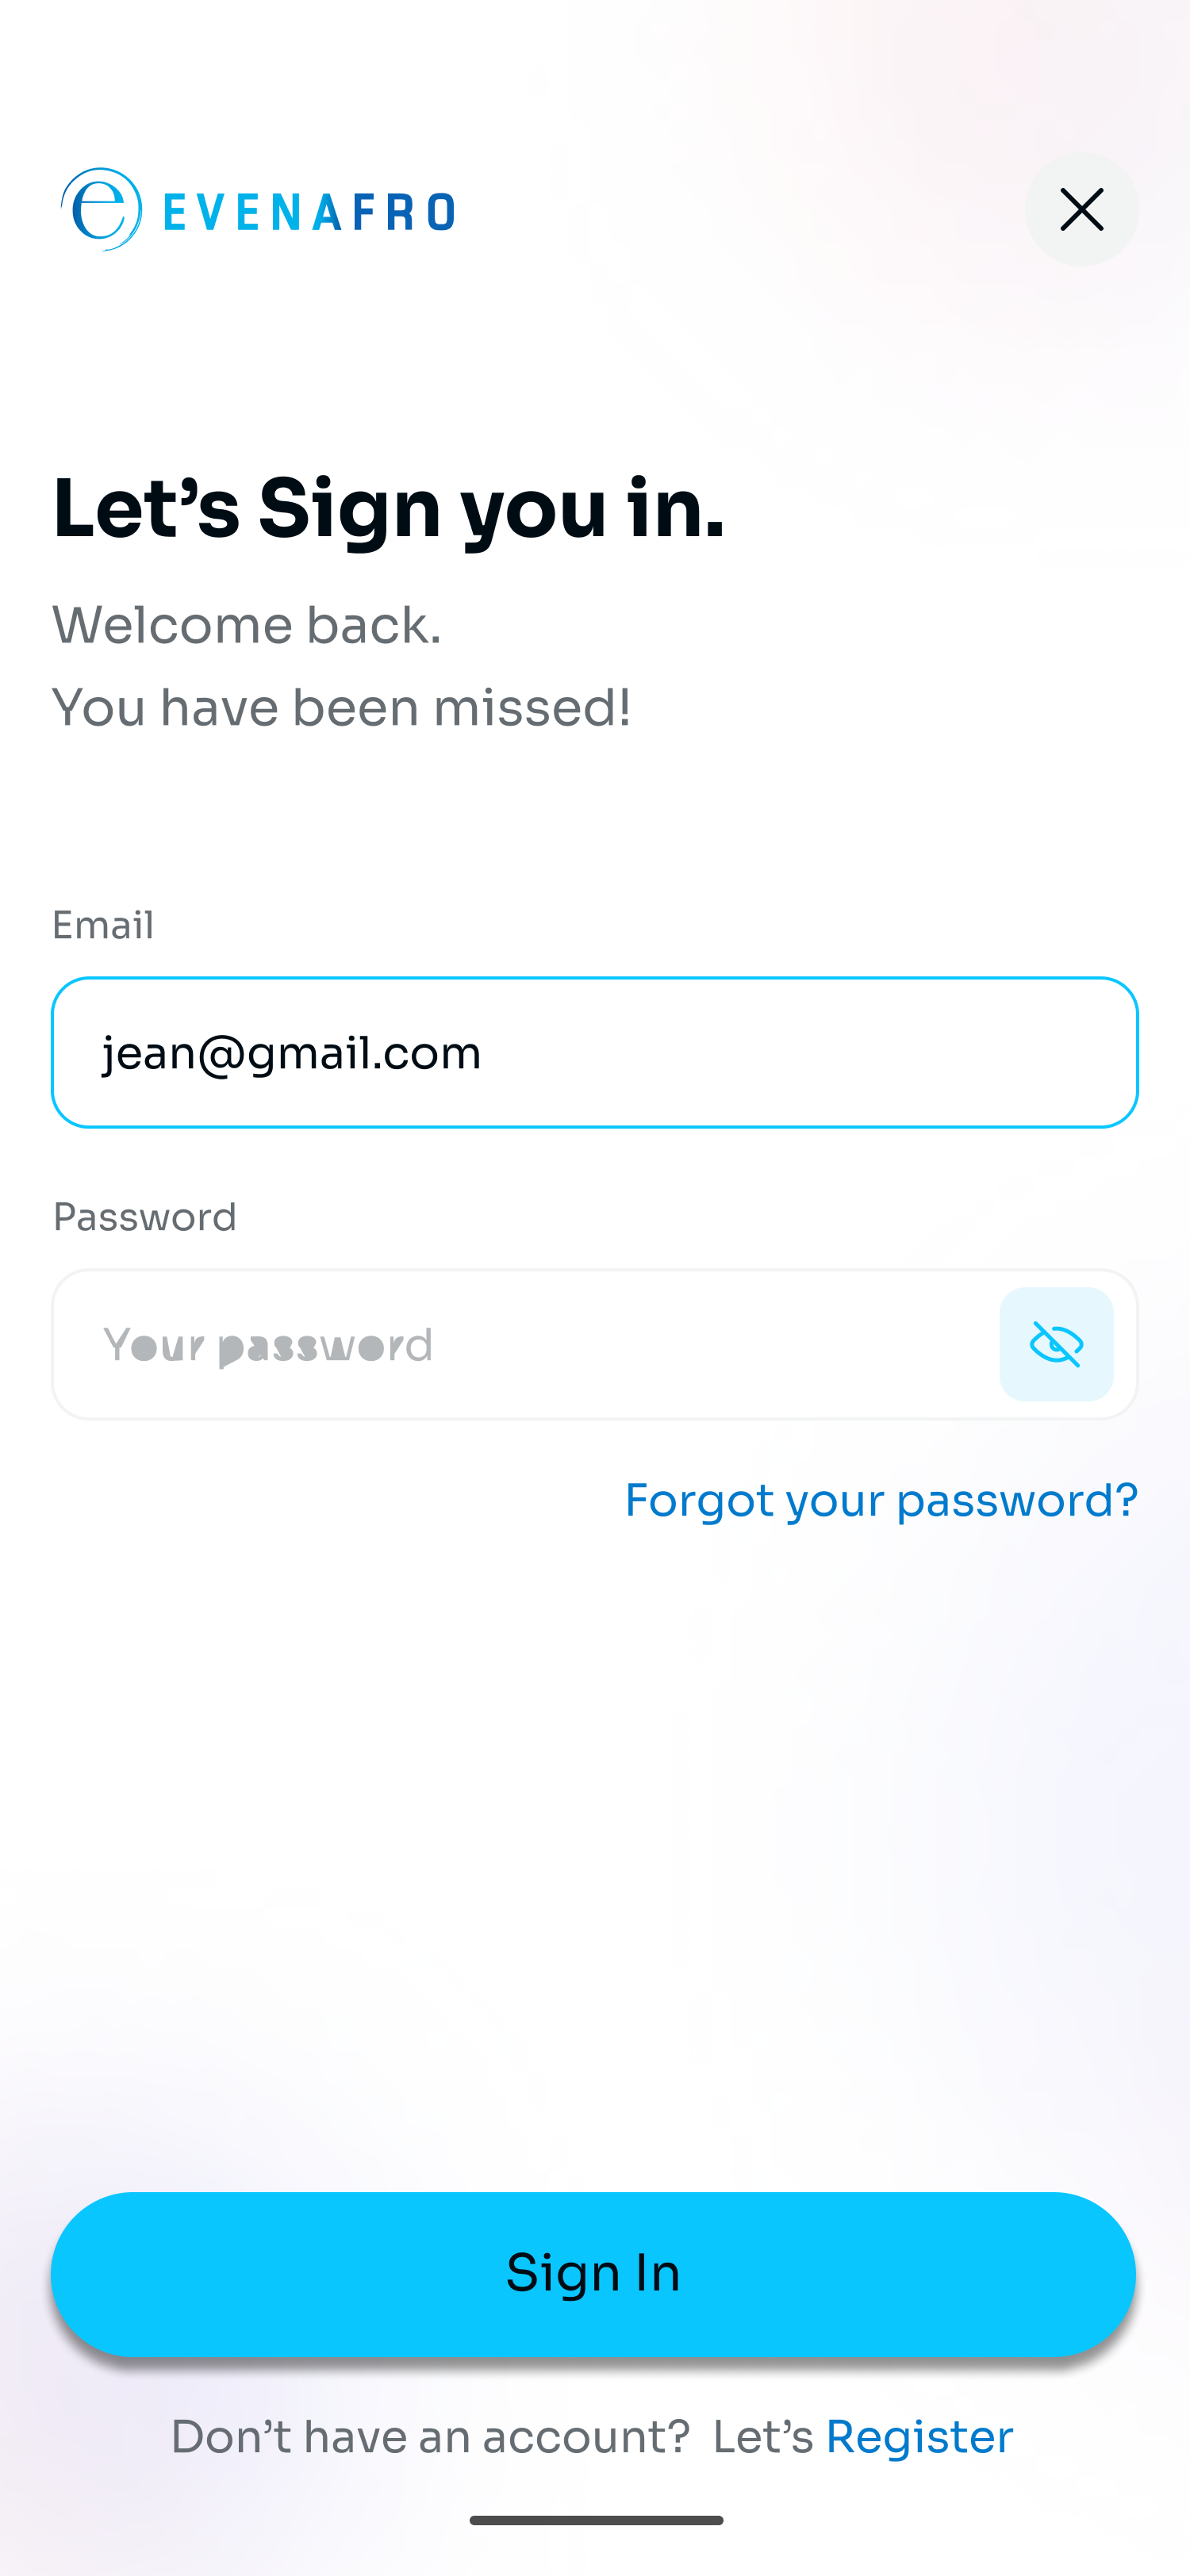 EVENAFRO
Let’s Sign you in.
Welcome back.
You have been missed!
Email
jean@gmail.com
Password
Your password
Forgot your password?
Sign In
Don’t have an account? Let’s Register